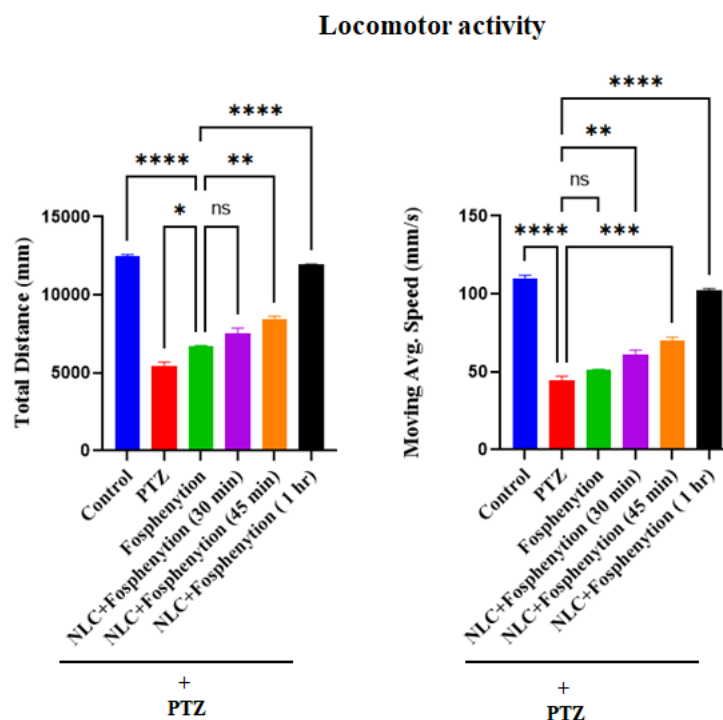 Locomotor activity
****
****
**
*
ns
Total Distance (mm)
15000
10000
5000
0
Control
PTZ
Fosphenytion
NLC+Fosphenytion (30 min)
NLC+Fosphenytion (45 min)
NLC+Fosphenytion ( 1 hr)
+
PTZ
****
**
ns
****
***
Moving Avg. Speed (mm/s)
150
100
50
0
Control
PTZ
Fosphenytion
NLC+Fosphenytion (30 min)
NLC+Fosphenytion (45 min)
NLC+Fosphenytion ( 1 hr)
+
PTZ